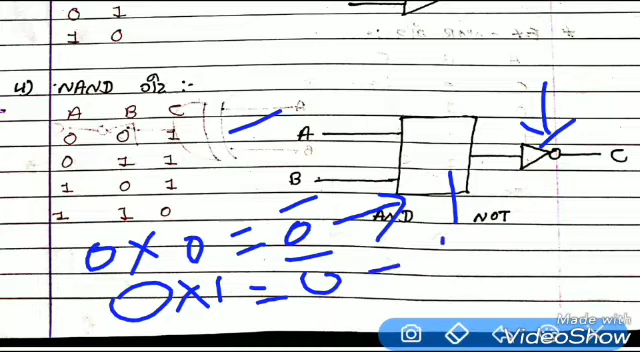 0 1
1 0
4) NAND गेट :-
A B C
0 0 1
0 1 1
1 0 1
1 1 0
A
B
C
AND NOT
0 X 0 = 0
0 X 1 = 0
Made with
VideoShow